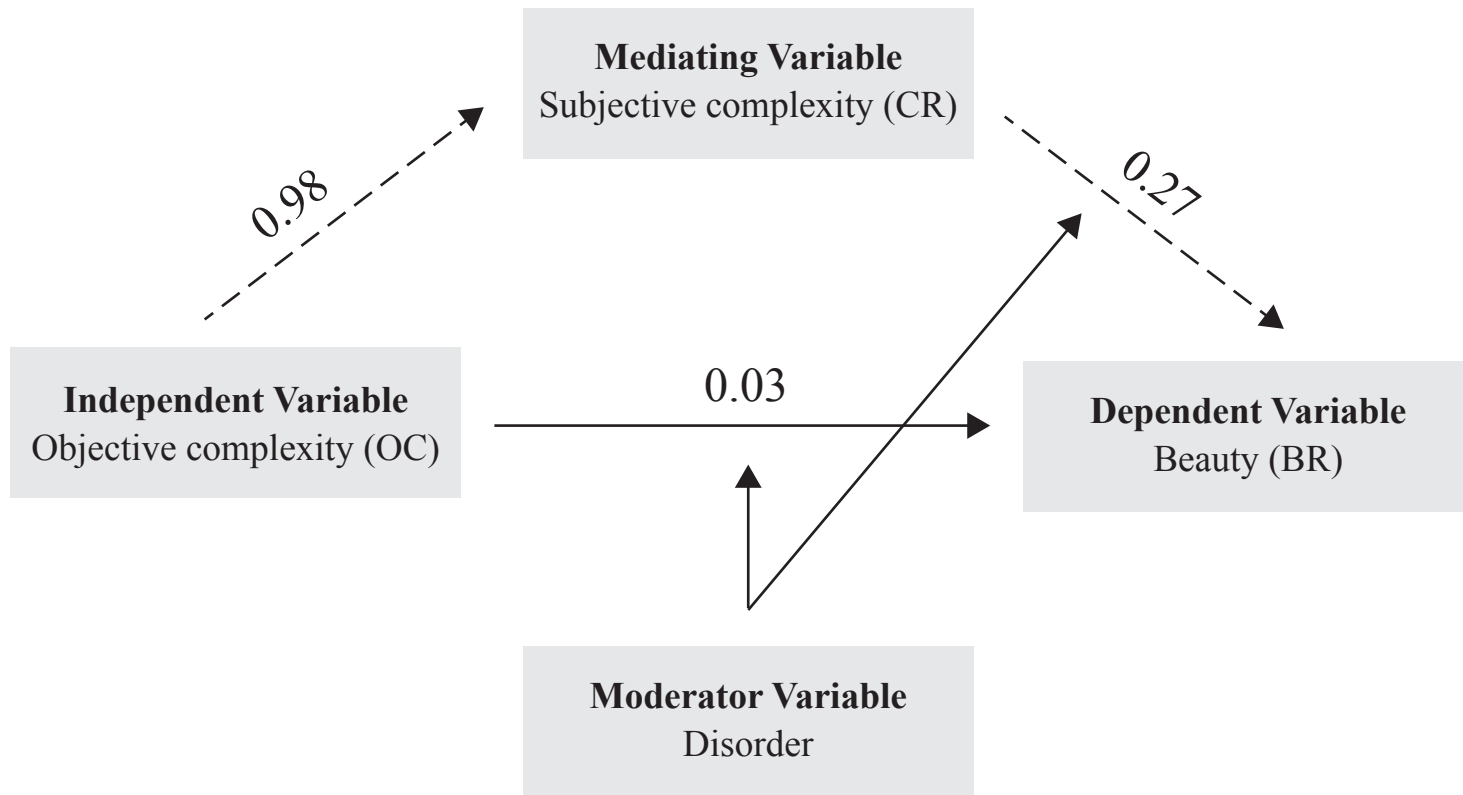 Mediating Variable
Subjective complexity (CR)
0.98
0.27
Independent Variable
Objective complexity (OC)
0.03
Dependent Variable
Beauty (BR)
Moderator Variable
Disorder